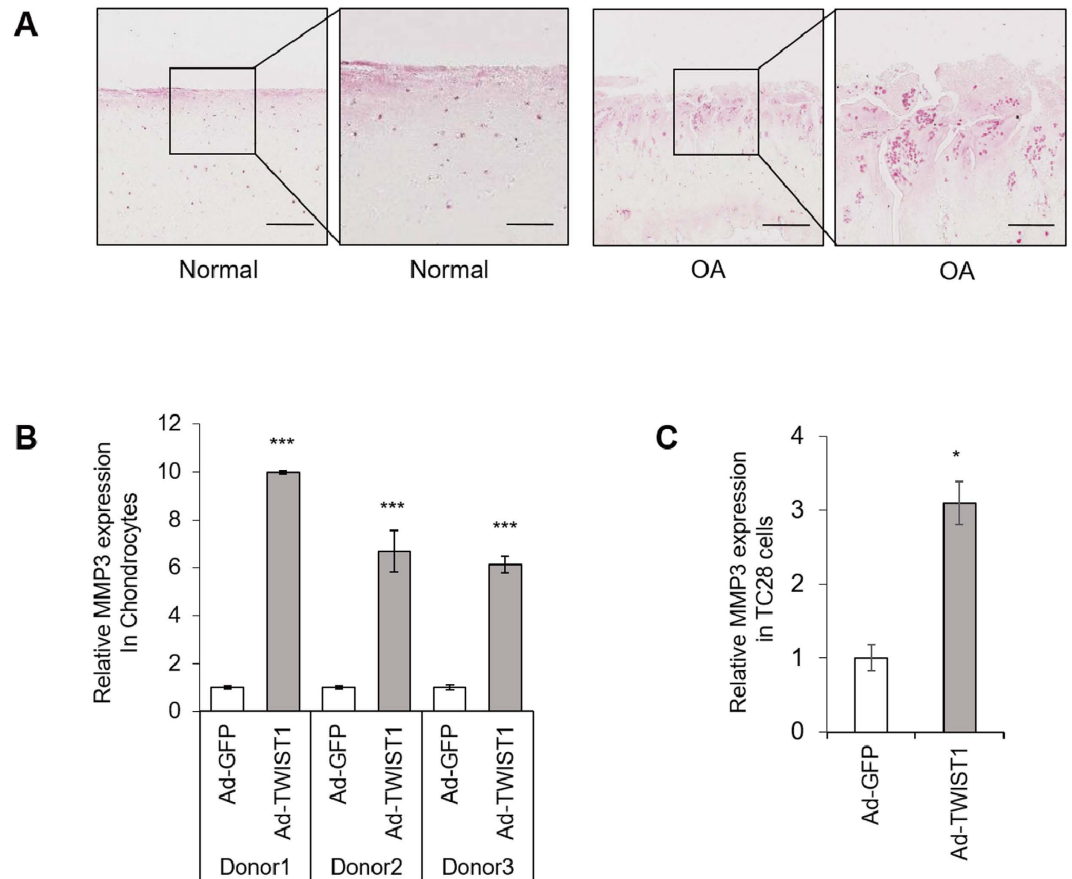 A
Normal
Normal
OA
OA
B
Relative MMP3 expression
In Chondrocytes
12
10
8
6
4
2
0
***
***
***
Ad-GFP
Ad-TWIST1
Ad-GFP
Ad-TWIST1
Ad-GFP
Ad-TWIST1
Donor1
Donor2
Donor3
C
Relative MMP3 expression
in TC28 cells
4
3
2
1
0
*
Ad-GFP
Ad-TWIST1